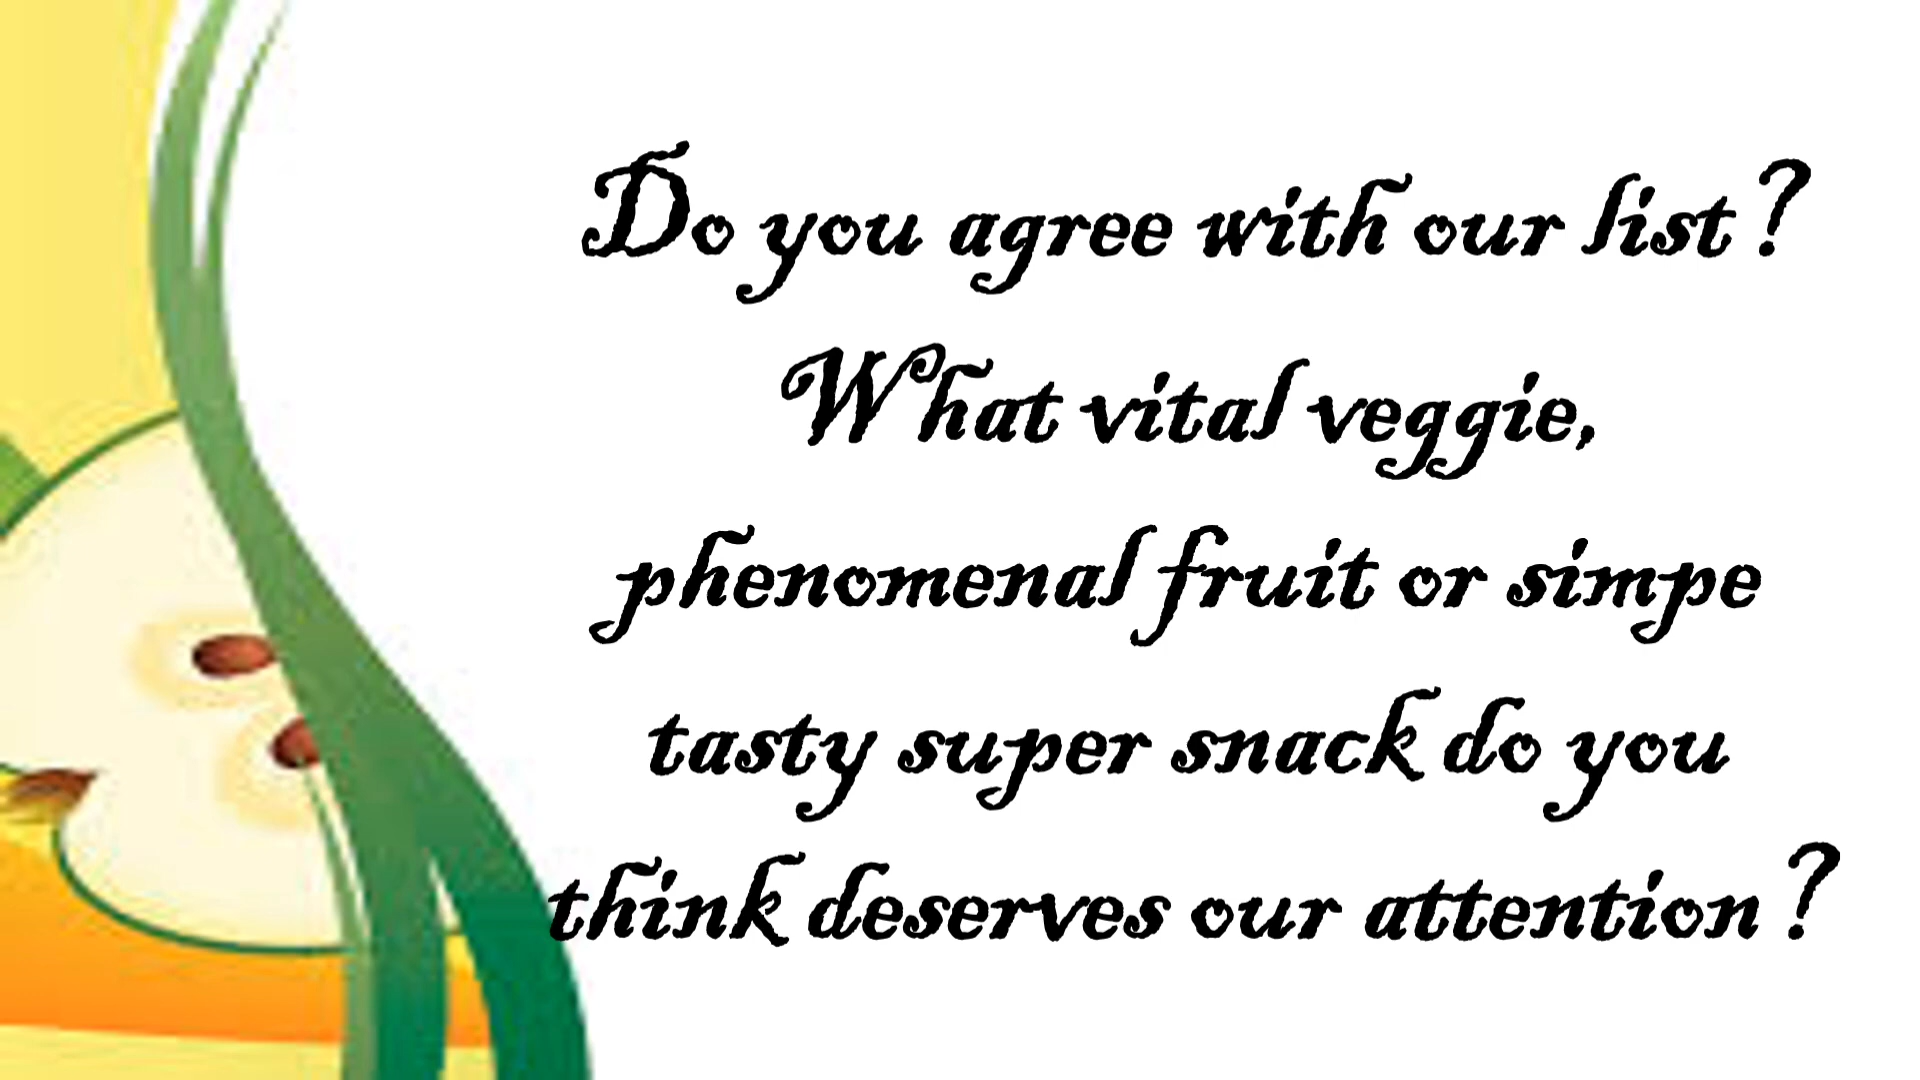 Do you agree with our list?
What vital veggie,
phenomenal fruit or simpe
tasty super snack do you
think deserves our attention?